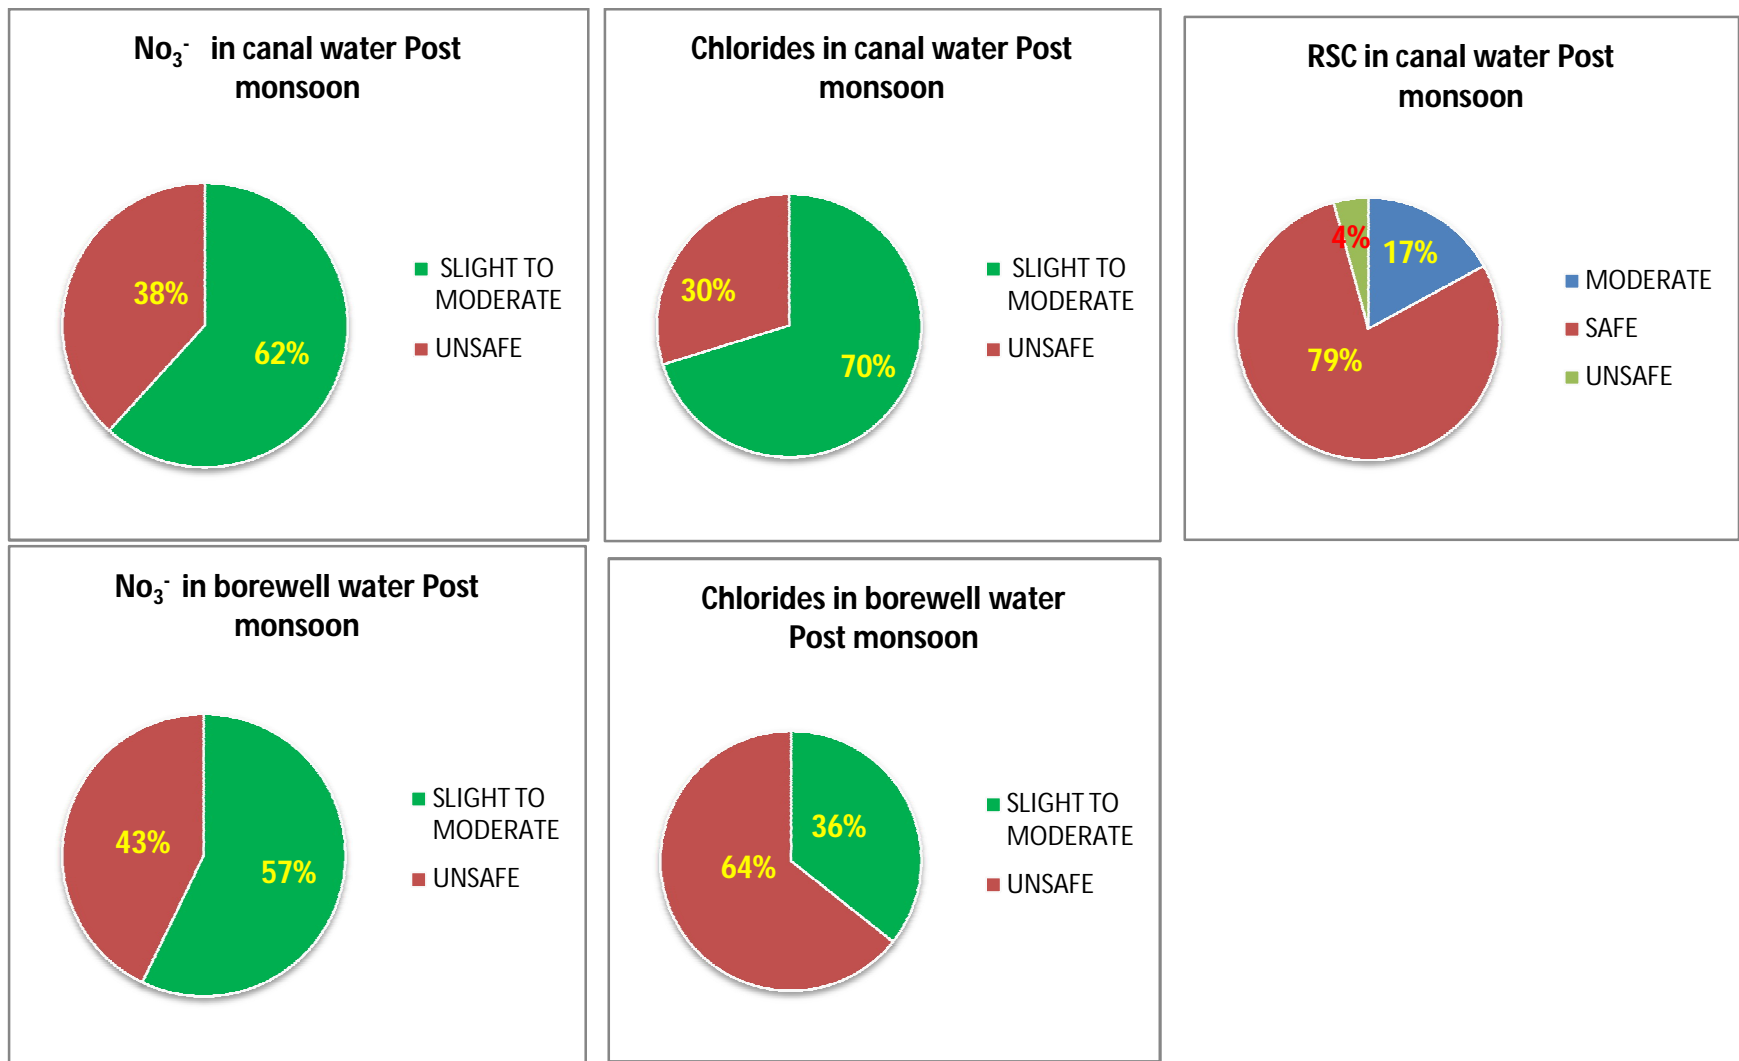 No₃⁻ in canal water Post
monsoon
38%
62%
SLIGHT TO
MODERATE
UNSAFE
Chlorides in canal water Post
monsoon
30%
70%
SLIGHT TO
MODERATE
UNSAFE
RSC in canal water Post
monsoon
4%
17%
79%
MODERATE
SAFE
UNSAFE
No₃⁻ in borewell water Post
monsoon
43%
57%
SLIGHT TO
MODERATE
UNSAFE
Chlorides in borewell water
Post monsoon
36%
64%
SLIGHT TO
MODERATE
UNSAFE